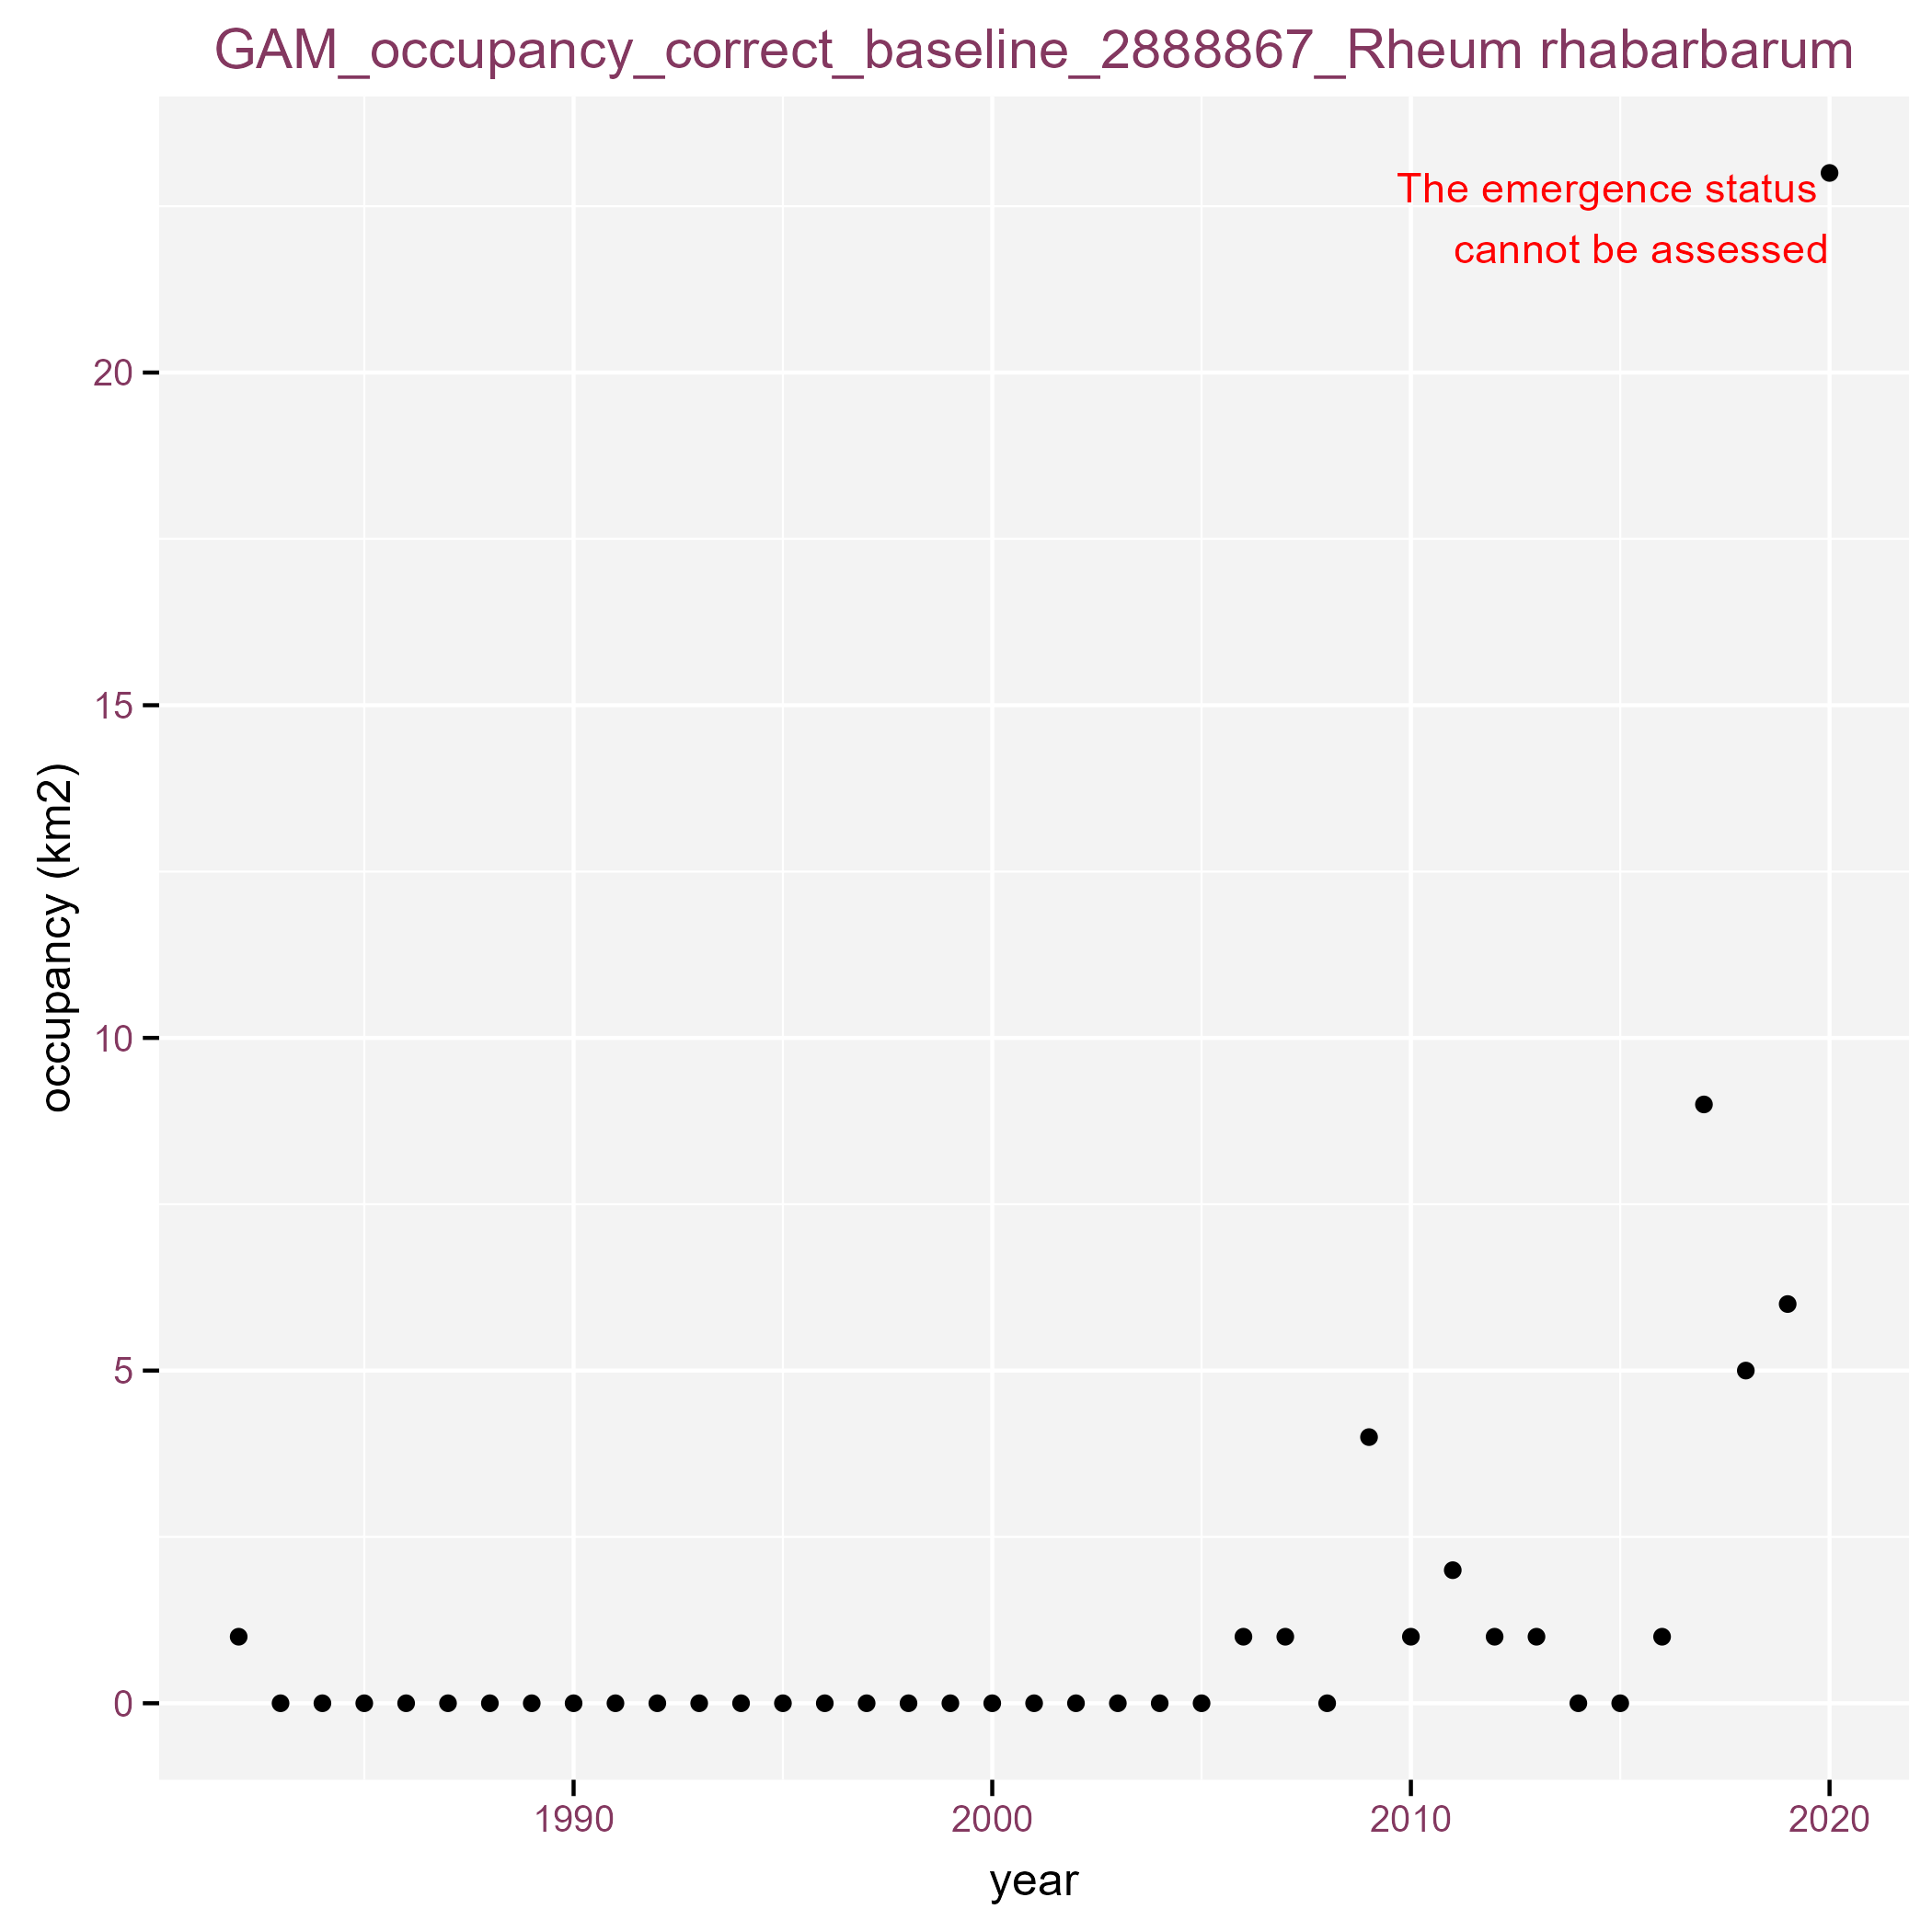 GAM_occupancy_correct_baseline_2888867_Rheum rhabarbarum
The emergence status
cannot be assessed
20
15
10
5
0
occupancy (km2)
1990
2000
2010
2020
year